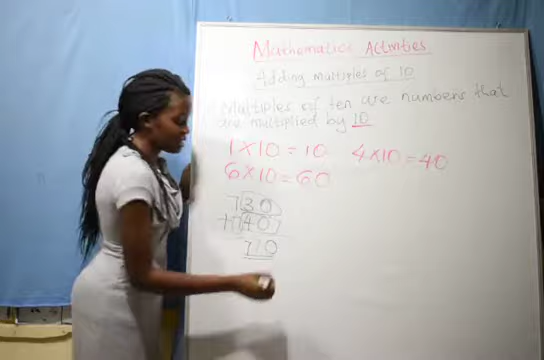 Mathematics Activities
Adding multiples of 10
Multiples of ten are numbers that
are multiplied by 10
1 x 10 = 10 4 x 10 = 40
6 x 10 = 60
30
40